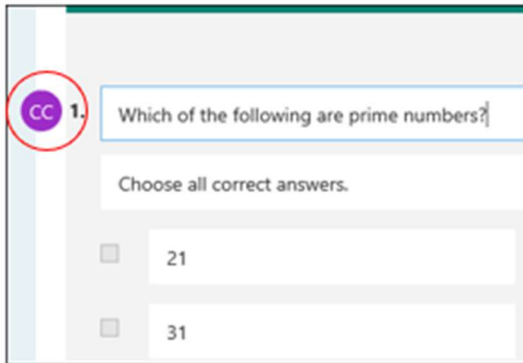 CC 1. Which of the following are prime numbers?
Choose all correct answers.
21
31